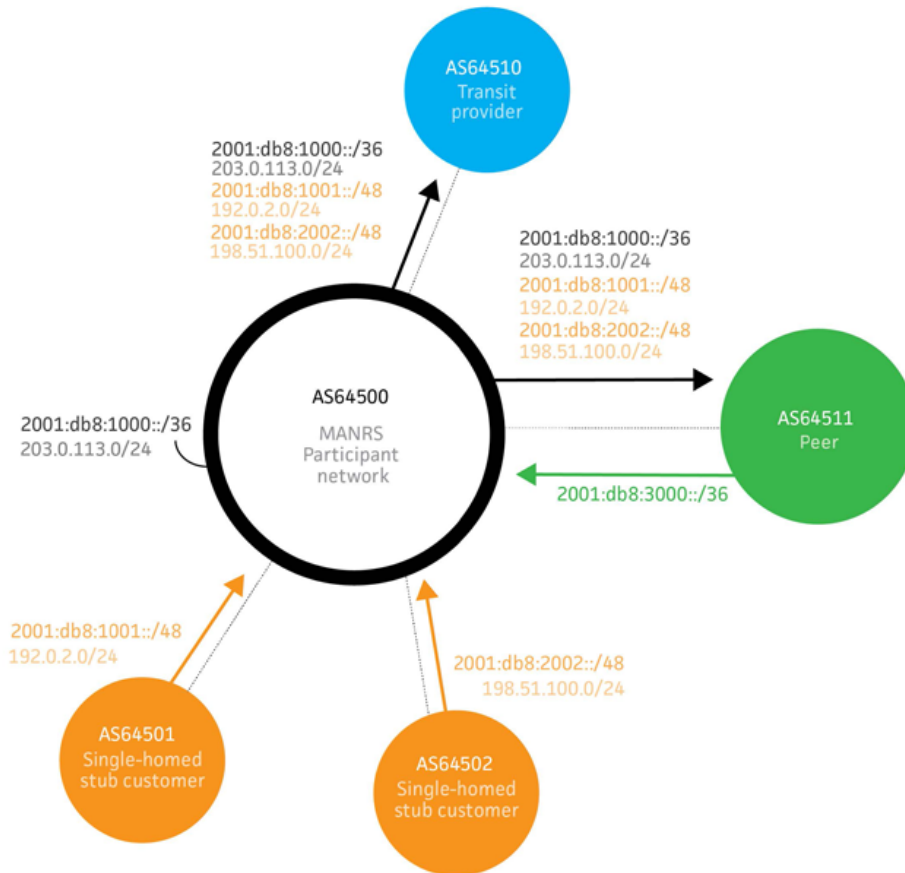 AS64510
Transit
provider
2001:db8:1000::/36
203.0.113.0/24
2001:db8:1001::/48
192.0.2.0/24
2001:db8:2002::/48
198.51.100.0/24
2001:db8:1000::/36
203.0.113.0/24
2001:db8:1001::/48
192.0.2.0/24
2001:db8:2002::/48
198.51.100.0/24
AS64500
MANRS
Participant
network
2001:db8:1000::/36
203.0.113.0/24
AS64511
Peer
2001:db8:3000::/36
2001:db8:1001::/48
192.0.2.0/24
2001:db8:2002::/48
198.51.100.0/24
AS64501
Single-homed
stub customer
AS64502
Single-homed
stub customer